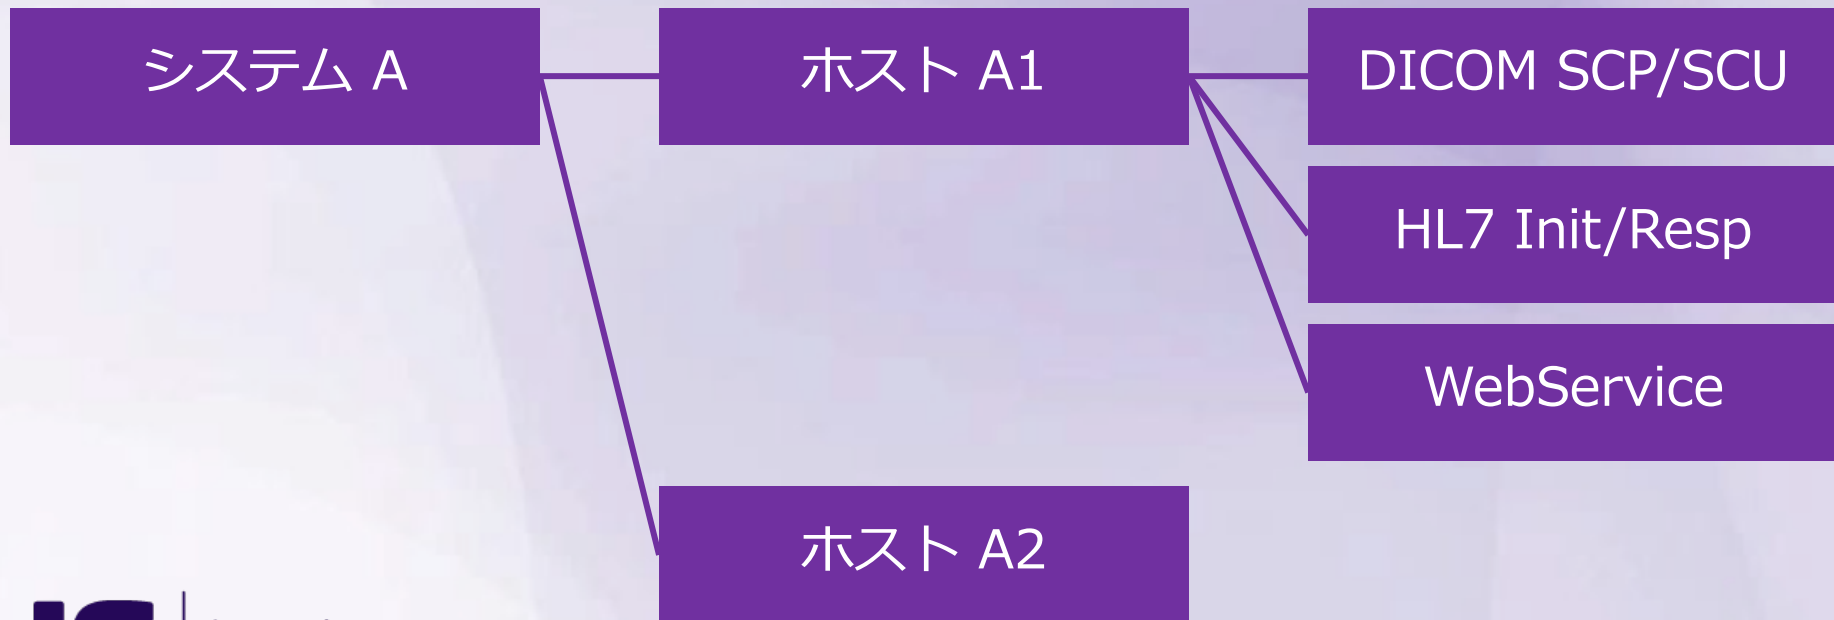 システム A
ホスト A1
DICOM SCP/SCU
HL7 Init/Resp
WebService
ホスト A2